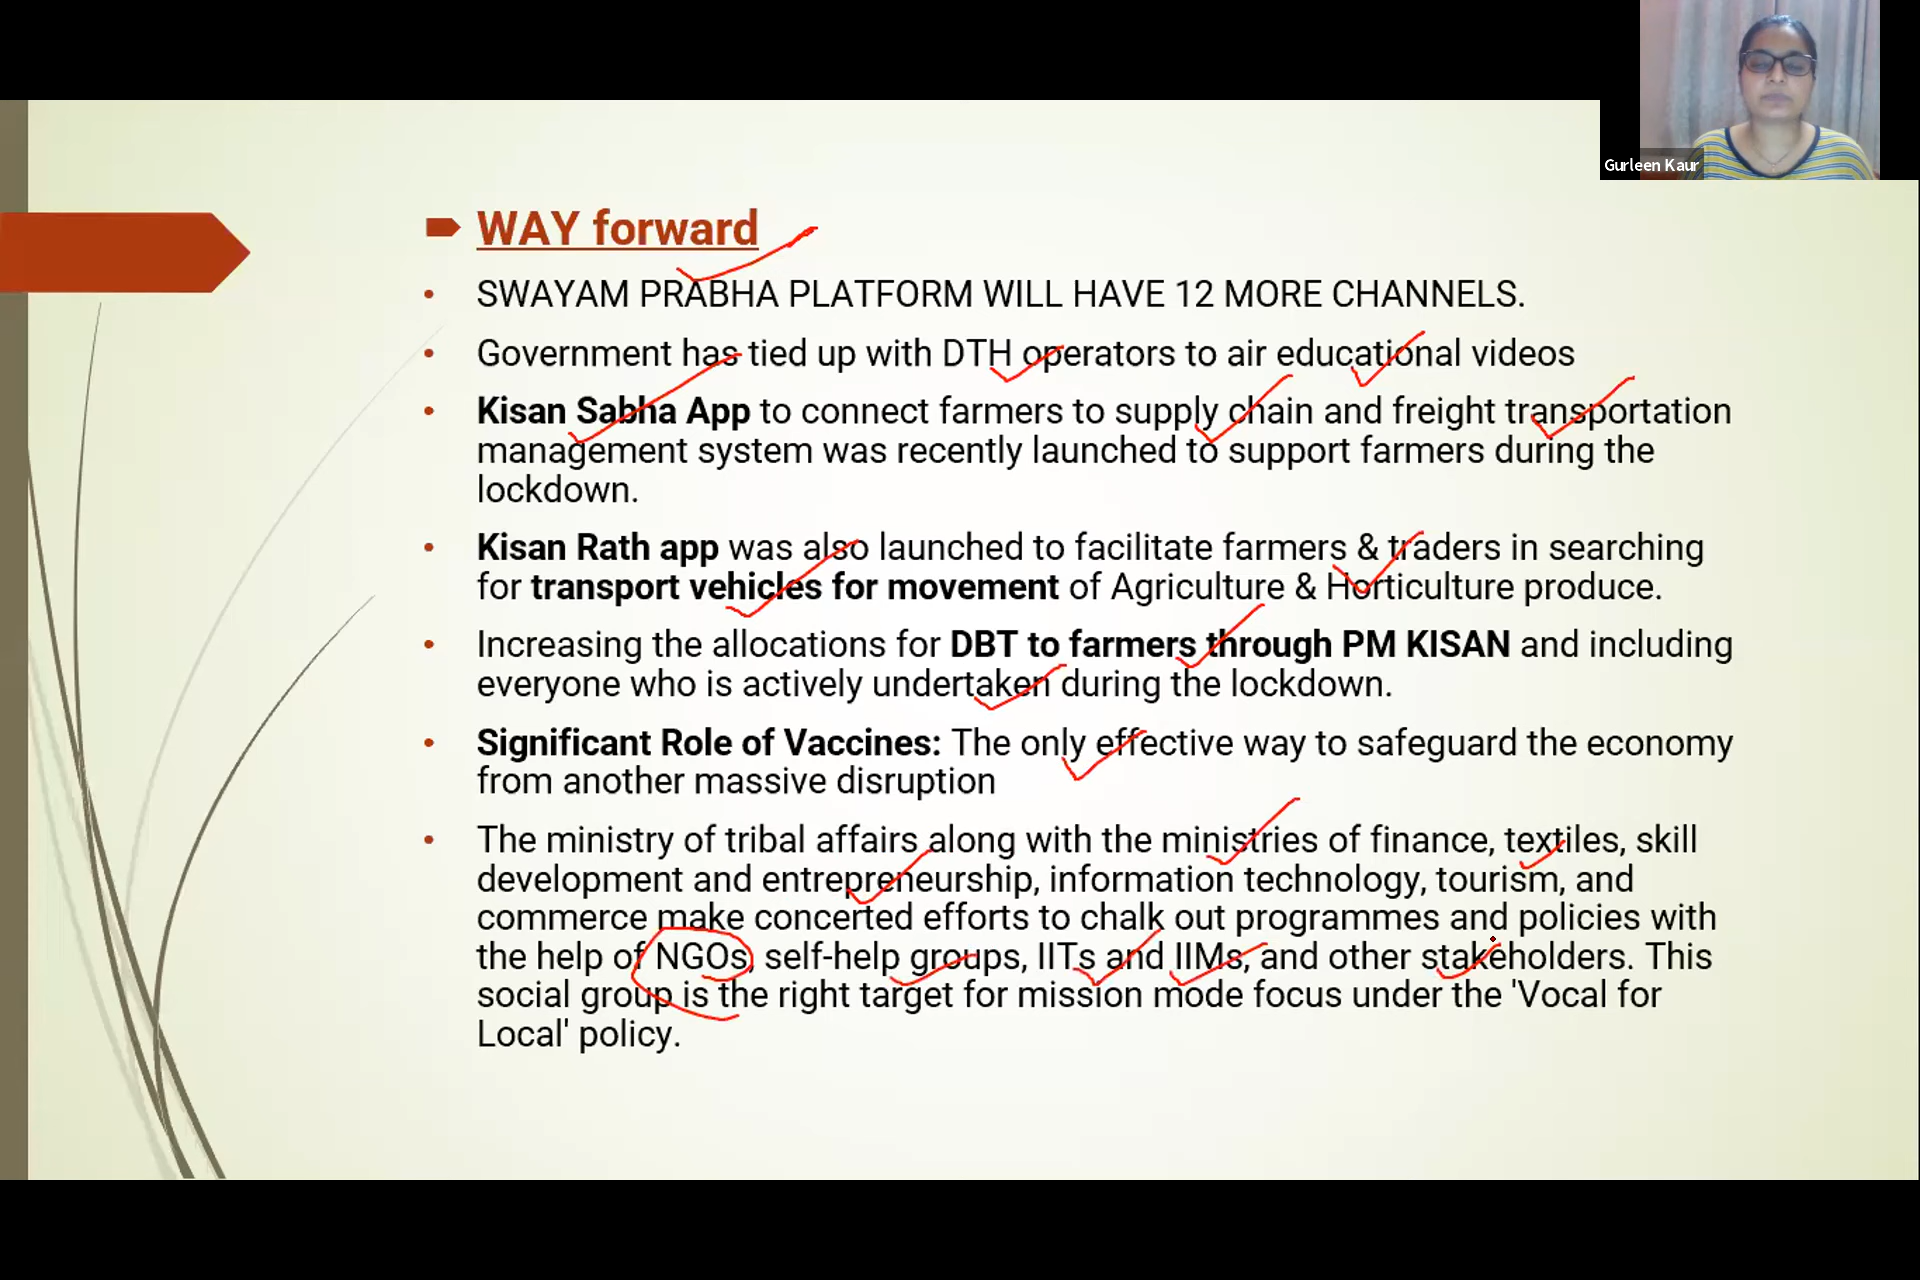 Gurleen Kaur
WAY forward
• SWAYAM PRABHA PLATFORM WILL HAVE 12 MORE CHANNELS.
• Government has tied up with DTH operators to air educational videos
• Kisan Sabha App to connect farmers to supply chain and freight transportation
management system was recently launched to support farmers during the
lockdown.
• Kisan Rath app was also launched to facilitate farmers & traders in searching
for transport vehicles for movement of Agriculture & Horticulture produce.
• Increasing the allocations for DBT to farmers through PM KISAN and including
everyone who is actively undertaken during the lockdown.
• Significant Role of Vaccines: The only effective way to safeguard the economy
from another massive disruption
• The ministry of tribal affairs along with the ministries of finance, textiles, skill
development and entrepreneurship, information technology, tourism, and
commerce make concerted efforts to chalk out programmes and policies with
the help of NGOs, self-help groups, IITs and IIMs, and other stakeholders. This
social group is the right target for mission mode focus under the 'Vocal for
Local' policy.